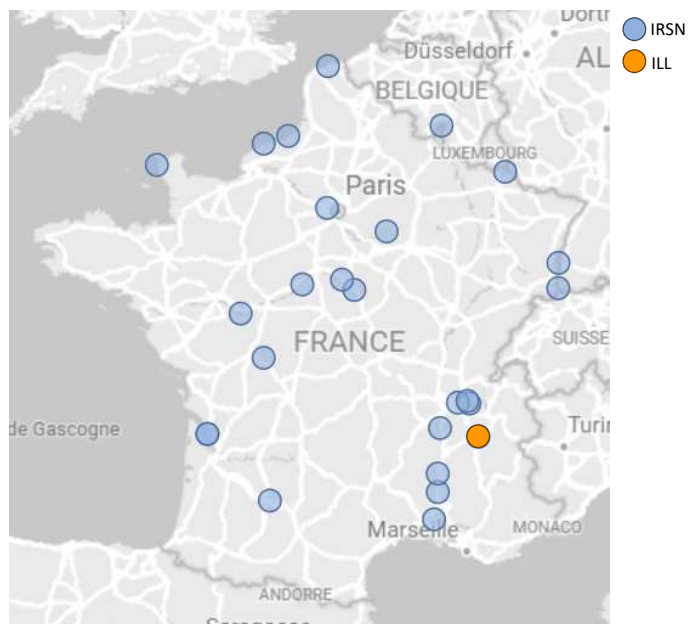 Dortm
IRSN
Düsseldorf
AL
ILL
BELGIQUE
LUXEMBOURG
Paris
FRANCE
SUISSE
de Gascogne
Turin
Marseille
MONACO
ANDORRE